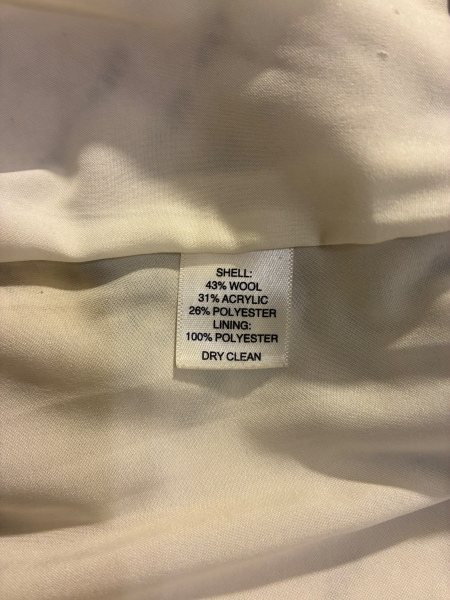 SHELL:
43% WOOL
31% ACRYLIC
26% POLYESTER
LINING:
100% POLYESTER
DRY CLEAN